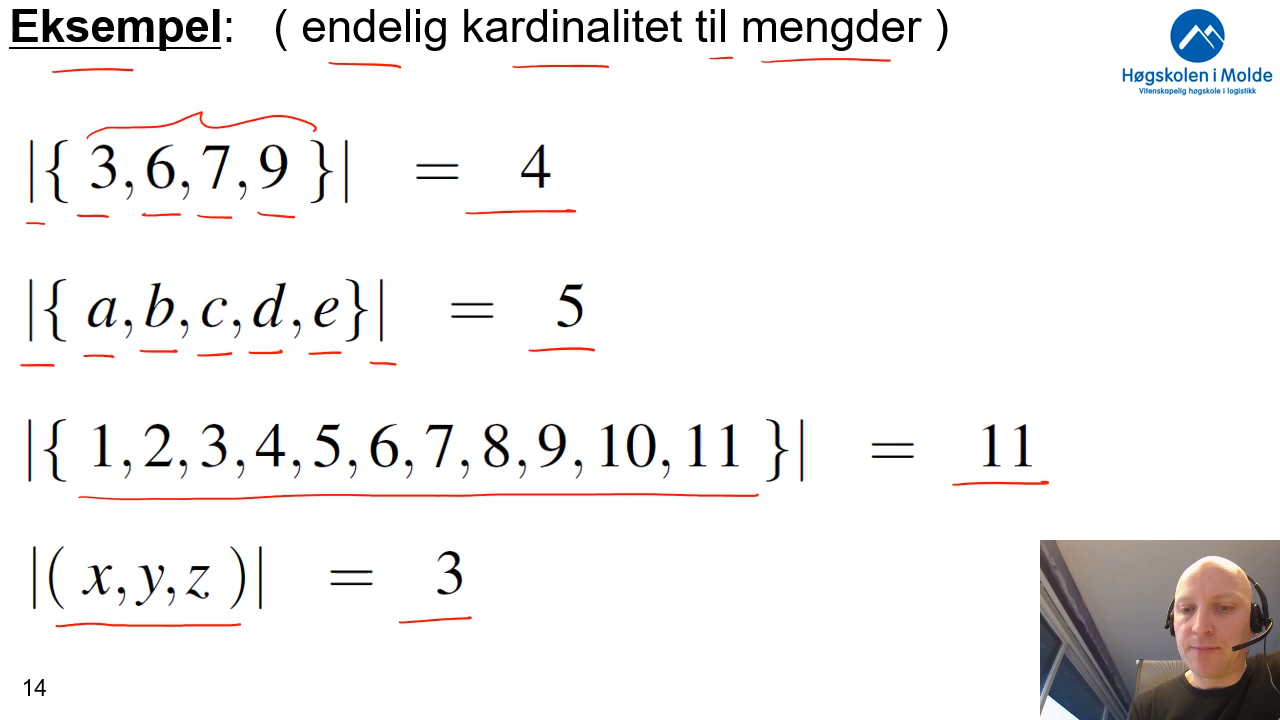 Eksempel: ( endelig kardinalitet til mengder )
Høgskolen i Molde
Vitenskapelig høgskole i logistikk
|{ 3, 6, 7, 9 }| = 4
|{ a, b, c, d, e}| = 5
|{ 1, 2, 3, 4, 5, 6, 7, 8, 9, 10, 11 }| = 11
|( x, y, z )| = 3
14